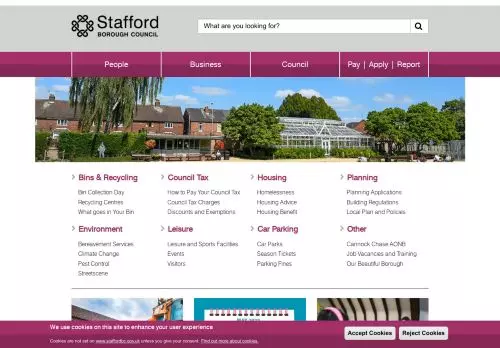 Stafford
BOROUGH COUNCIL
What are you looking for?
People
Business
Council
Pay | Apply | Report
Bins & Recycling
Bin Collection Day
Recycling Centres
What goes in Your Bin
Council Tax
How to Pay Your Council Tax
Council Tax Charges
Discounts and Exemptions
Housing
Homelessness
Housing Advice
Housing Benefit
Planning
Planning Applications
Building Regulations
Local Plan and Policies
Environment
Bereavement Services
Climate Change
Pest Control
Streetscene
Leisure
Leisure and Sports Facilities
Events
Visitors
Car Parking
Car Parks
Season Tickets
Parking Fines
Other
Cannock Chase AONB
Job Vacancies and Training
Our Beautiful Borough
MAY 2023
We use cookies on this site to enhance your user experience
Cookies are not set on www.staffordbc.gov.uk unless you give your consent. Find out more about cookies.
Accept Cookies
Reject Cookies